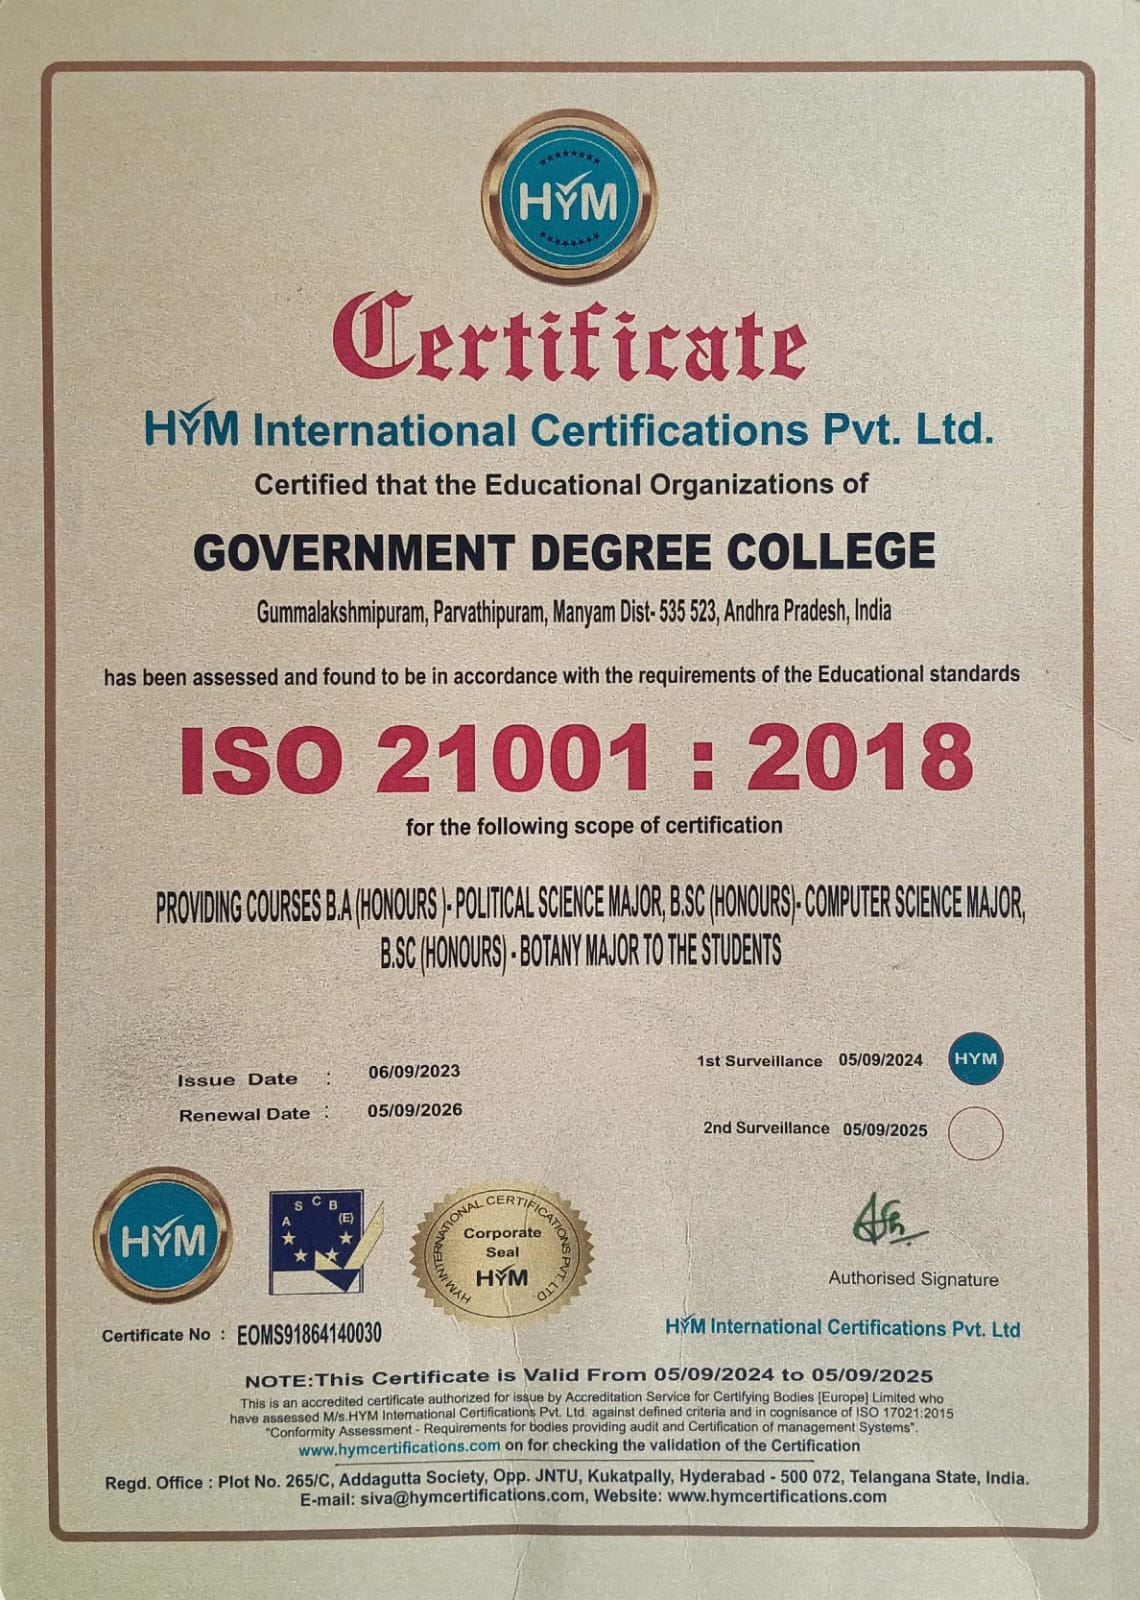 HYM
Certificate
HYM International Certifications Pvt. Ltd.
Certified that the Educational Organizations of
GOVERNMENT DEGREE COLLEGE
Gummalakshmipuram, Parvathipuram, Manyam Dist- 535 523, Andhra Pradesh, India
has been assessed and found to be in accordance with the requirements of the Educational standards
ISO 21001 : 2018
for the following scope of certification
PROVIDING COURSES B.A (HONOURS )- POLITICAL SCIENCE MAJOR, B.SC (HONOURS)- COMPUTER SCIENCE MAJOR,
B.SC (HONOURS) - BOTANY MAJOR TO THE STUDENTS
Issue Date : 06/09/2023
Renewal Date : 05/09/2026
1st Surveillance 05/09/2024 HYM
2nd Surveillance 05/09/2025
HYM
A S C B (E)
HYM INTERNATIONAL CERTIFICATIONS PVT. LTD.
Corporate
Seal
HYM
Authorised Signature
Certificate No : EOMS91864140030
HYM International Certifications Pvt. Ltd
NOTE:This Certificate is Valid From 05/09/2024 to 05/09/2025
This is an accredited certificate authorized for issue by Accreditation Service for Certifying Bodies [Europe] Limited who
have assessed M/s.HYM International Certifications Pvt. Ltd. against defined criteria and in cognisance of ISO 17021:2015
"Conformity Assessment - Requirements for bodies providing audit and Certification of management Systems".
www.hymcertifications.com on for checking the validation of the Certification
Regd. Office : Plot No. 265/C, Addagutta Society, Opp. JNTU, Kukatpally, Hyderabad - 500 072, Telangana State, India.
E-mail: siva@hymcertifications.com, Website: www.hymcertifications.com